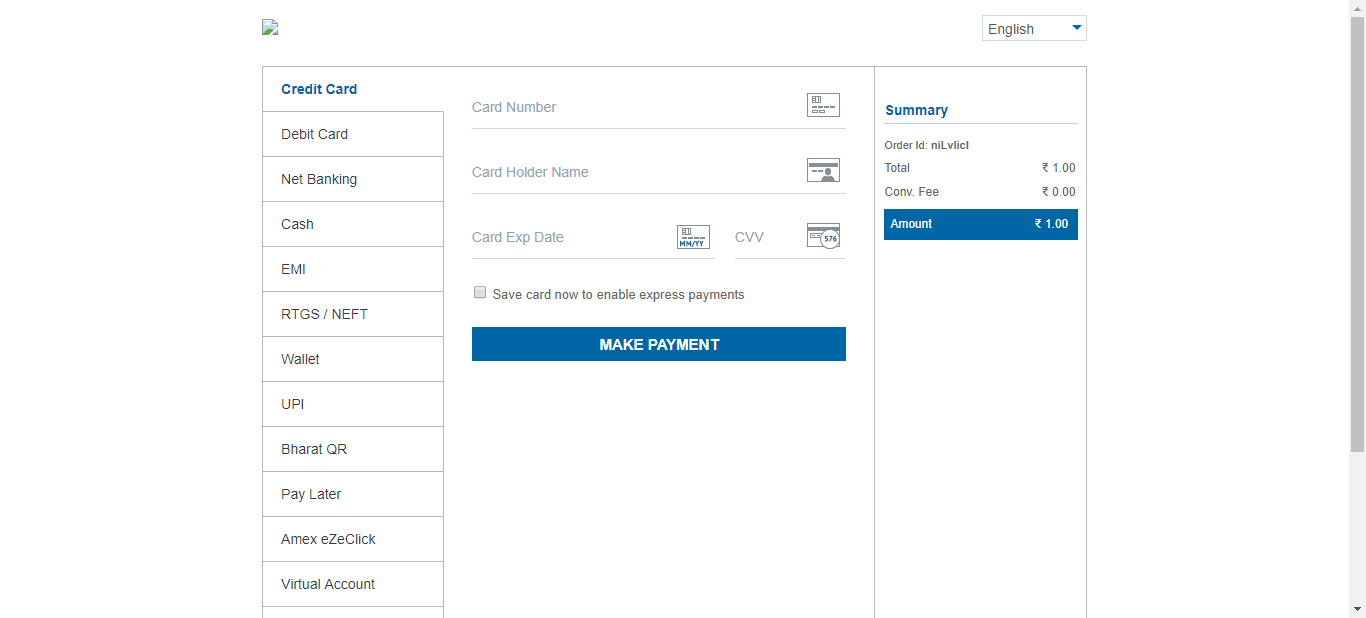 English
Credit Card
Debit Card
Net Banking
Cash
EMI
RTGS / NEFT
Wallet
UPI
Bharat QR
Pay Later
Amex eZeClick
Virtual Account
Card Number
Card Holder Name
Card Exp Date
MM/YY
CVV
576
Save card now to enable express payments
MAKE PAYMENT
Summary
Order Id: niLvlicl
Total ₹ 1.00
Conv. Fee ₹ 0.00
Amount ₹ 1.00